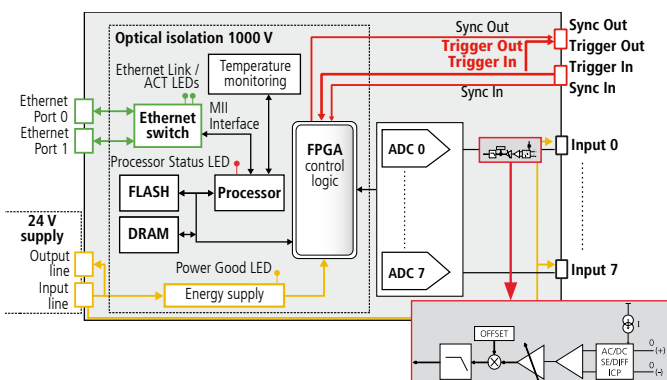 Optical isolation 1000 V
Ethernet Link /
ACT LEDs
Temperature
monitoring
Sync Out
Trigger Out
Trigger In
Sync In
Sync Out
Trigger Out
Trigger In
Sync In
Ethernet
Port 0
Ethernet
Port 1
Ethernet
switch
MII
Interface
Processor Status LED
FLASH
Processor
DRAM
FPGA
control
logic
ADC 0
ADC 7
Input 0
Input 7
24 V
supply
Output
line
Input
line
Power Good LED
Energy supply
OFFSET
I
AC/DC
SE/DIFF
ICP
0
(+)
0
(-)